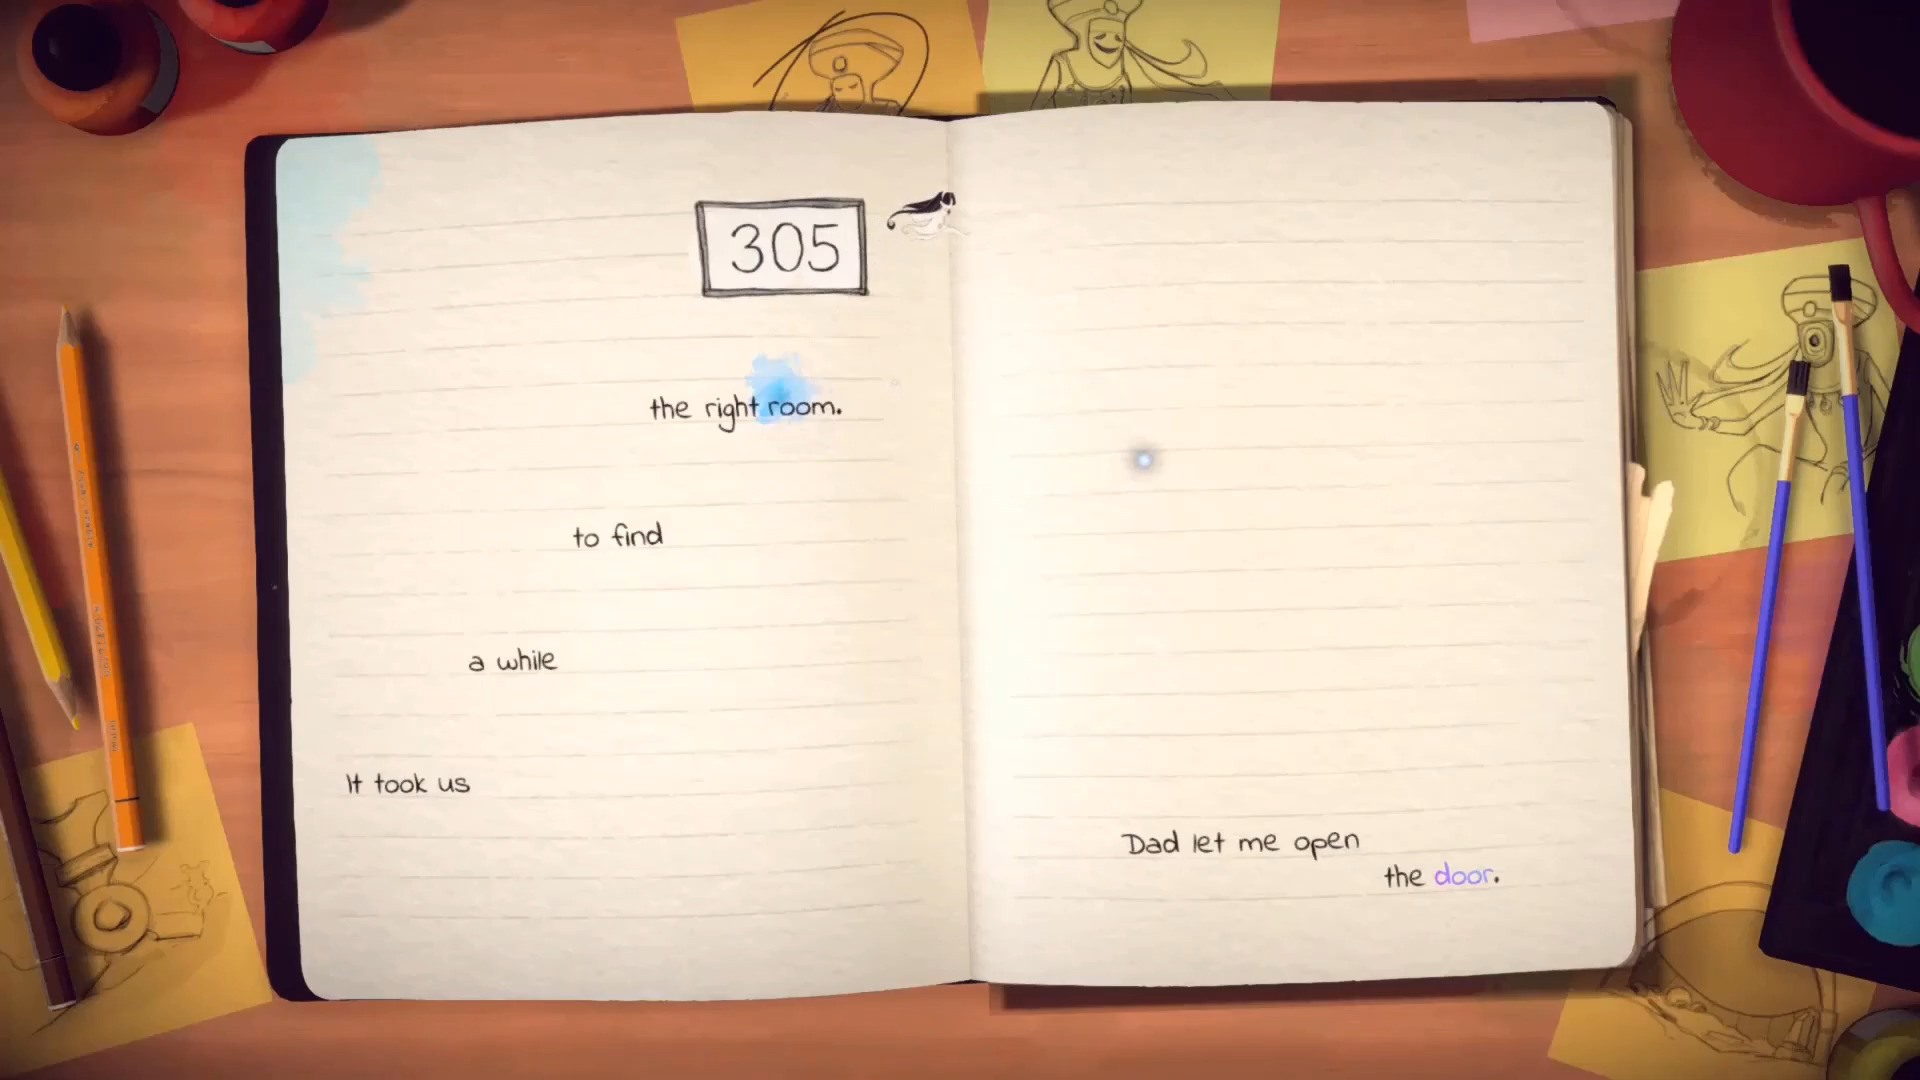 It took us
a while
to find
the right room.
305
Dad let me open
the door.